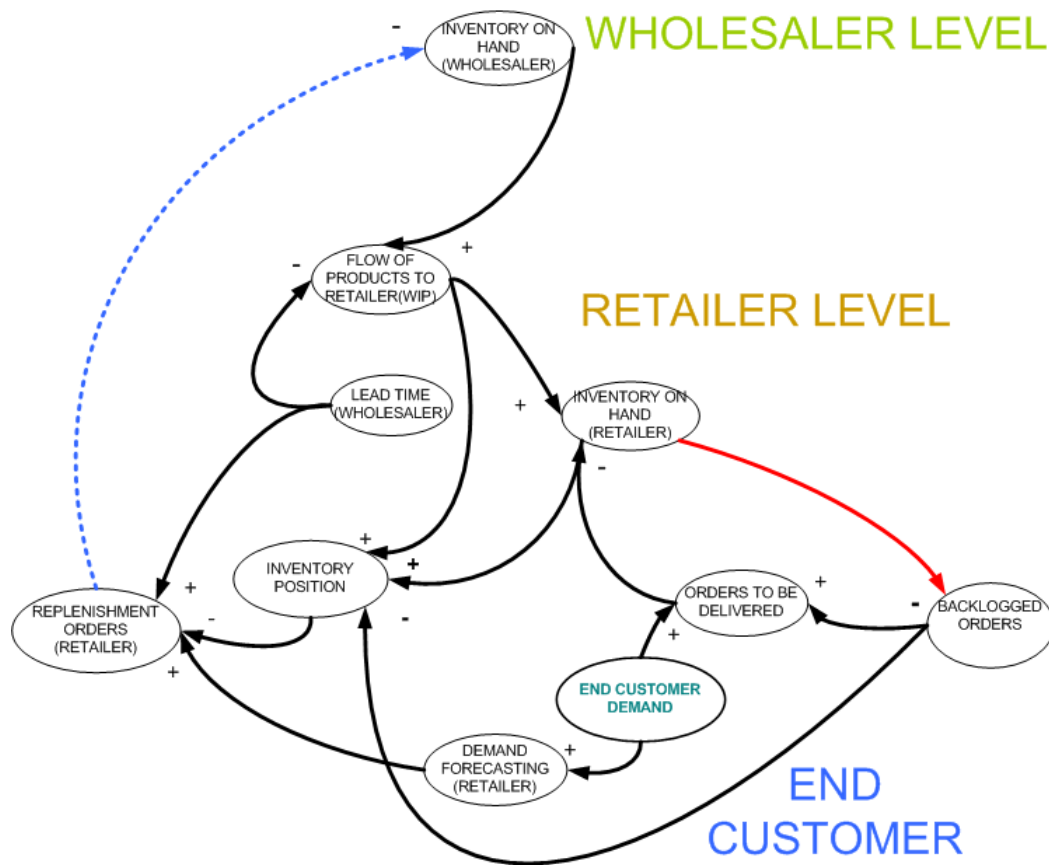 -
INVENTORY ON
HAND
(WHOLESALER)
WHOLESALER LEVEL
+
-
FLOW OF
PRODUCTS TO
RETAILER(WIP)
RETAILER LEVEL
LEAD TIME
(WHOLESALER)
+
INVENTORY ON
HAND
(RETAILER)
-
+
+
INVENTORY
POSITION
-
+
-
REPLENISHMENT
ORDERS
(RETAILER)
+
ORDERS TO BE
DELIVERED
+
+
-
BACKLOGGED
ORDERS
END CUSTOMER
DEMAND
+
DEMAND
FORECASTING
(RETAILER)
END
CUSTOMER